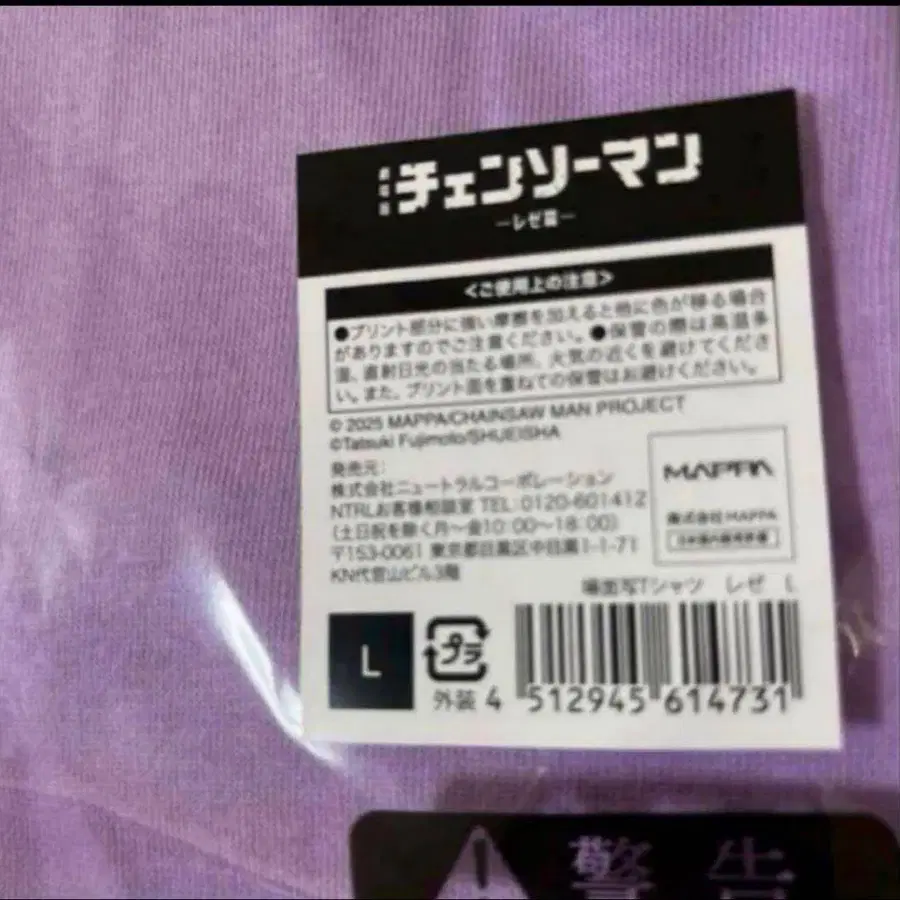 劇場版
チェンソーマン
—レゼ篇—
<ご使用上の注意>
●プリント部分に強い摩擦を加えると他に色が移る場合
がありますのでご注意ください。●保管の際は高温多
湿、直射日光の当たる場所、火気の近くを避けてくださ
い。また、プリント面を重ねての保管はお避けください。
© 2025 MAPPA/CHAINSAW MAN PROJECT
©Tatsuki Fujimoto/SHUEISHA
発売元:
株式会社ニュートラルコーポレーション
NTRLお客様相談室 TEL:0120-601412
(土日祝を除く月~金10:00~18:00)
〒153-0061 東京都目黒区中目黒1-1-71
KN代官山ビル3階
MAPPA
株式会社MAPPA
日本国内販売許諾
場面写Tシャツ レゼ L
L
プラ
外装
4 512945 614731
警告